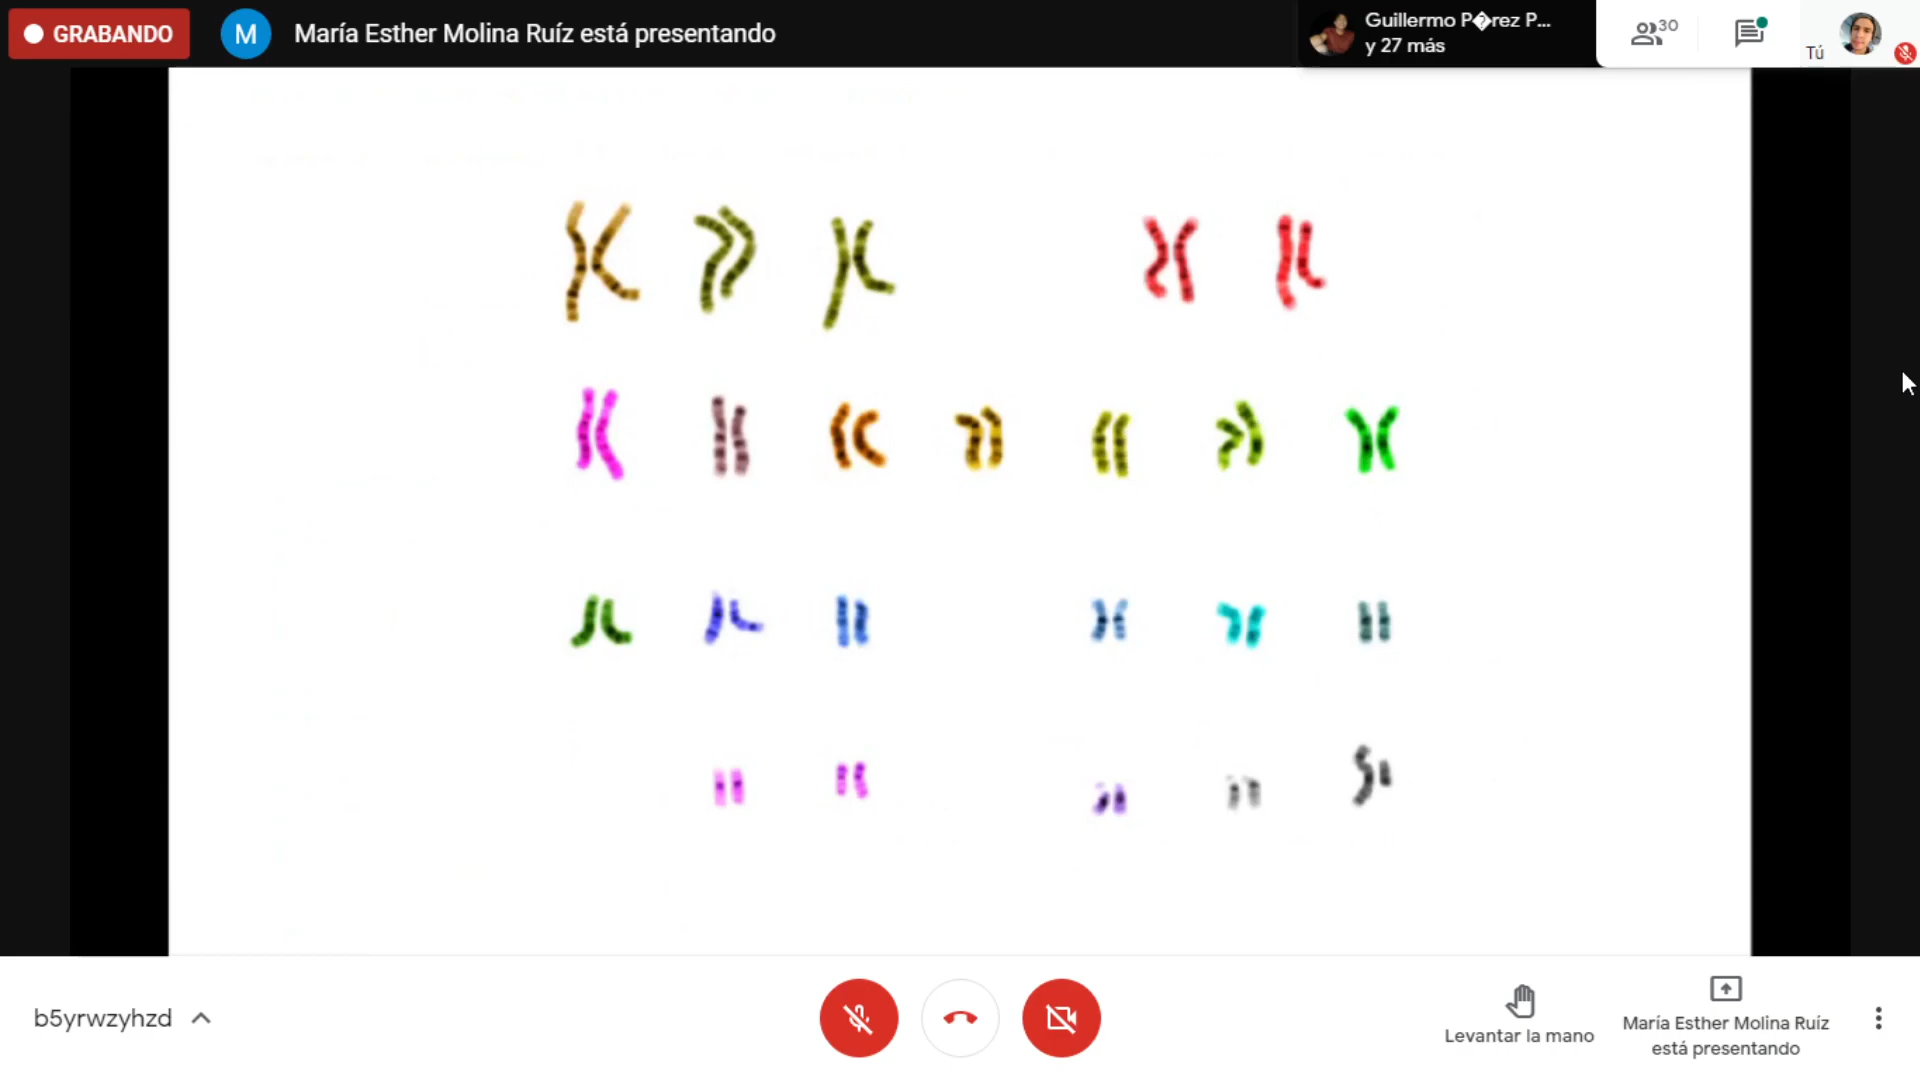 GRABANDO
M
María Esther Molina Ruíz está presentando
Guillermo P�rez P...
y 27 más
30
Tú
b5yrwzyhzd
Levantar la mano
María Esther Molina Ruíz
está presentando